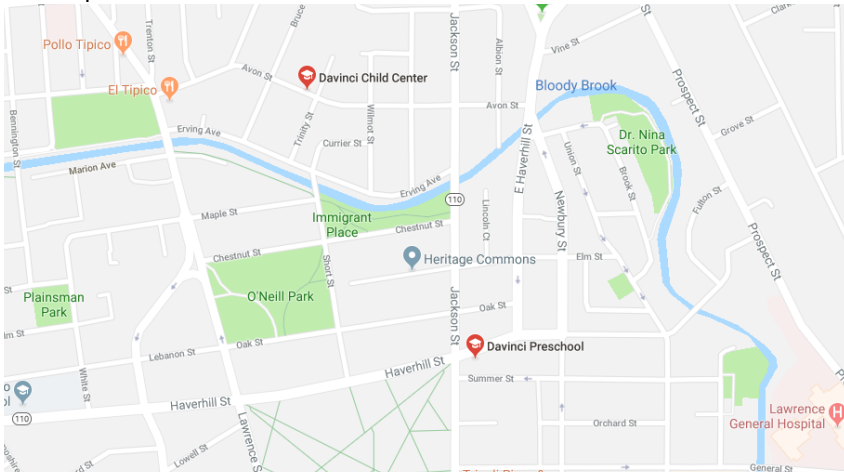 Clar
Bruce
Jackson St
Albion St
Vine St
St
Pollo Tipico
Trenton St
Avon St
Davinci Child Center
El Tipico
Bloody Brook
Prospect St
Avon St
Bennington St
Erving Ave
Trinity St
Wilmot St
Currier St
E Haverhill St
Grove St
Dr. Nina
Scarito Park
Marion Ave
Union St
Brook St
Erving Ave
110
Newbury St
Lincoln Ct
Fulton St
Maple St
Immigrant
Place
Chestnut St
Prospect St
Chestnut St
Short St
Heritage Commons
Elm St
St
Plainsman
Park
O'Neill Park
Jackson St
Oak St
lm St
Lebanon St
Oak St
Davinci Preschool
White St
Haverhill St
Summer St
Haverhill St
110
Lawrence S
Lawrence
General Hospital
H
Orchard St
Lowell St
General St